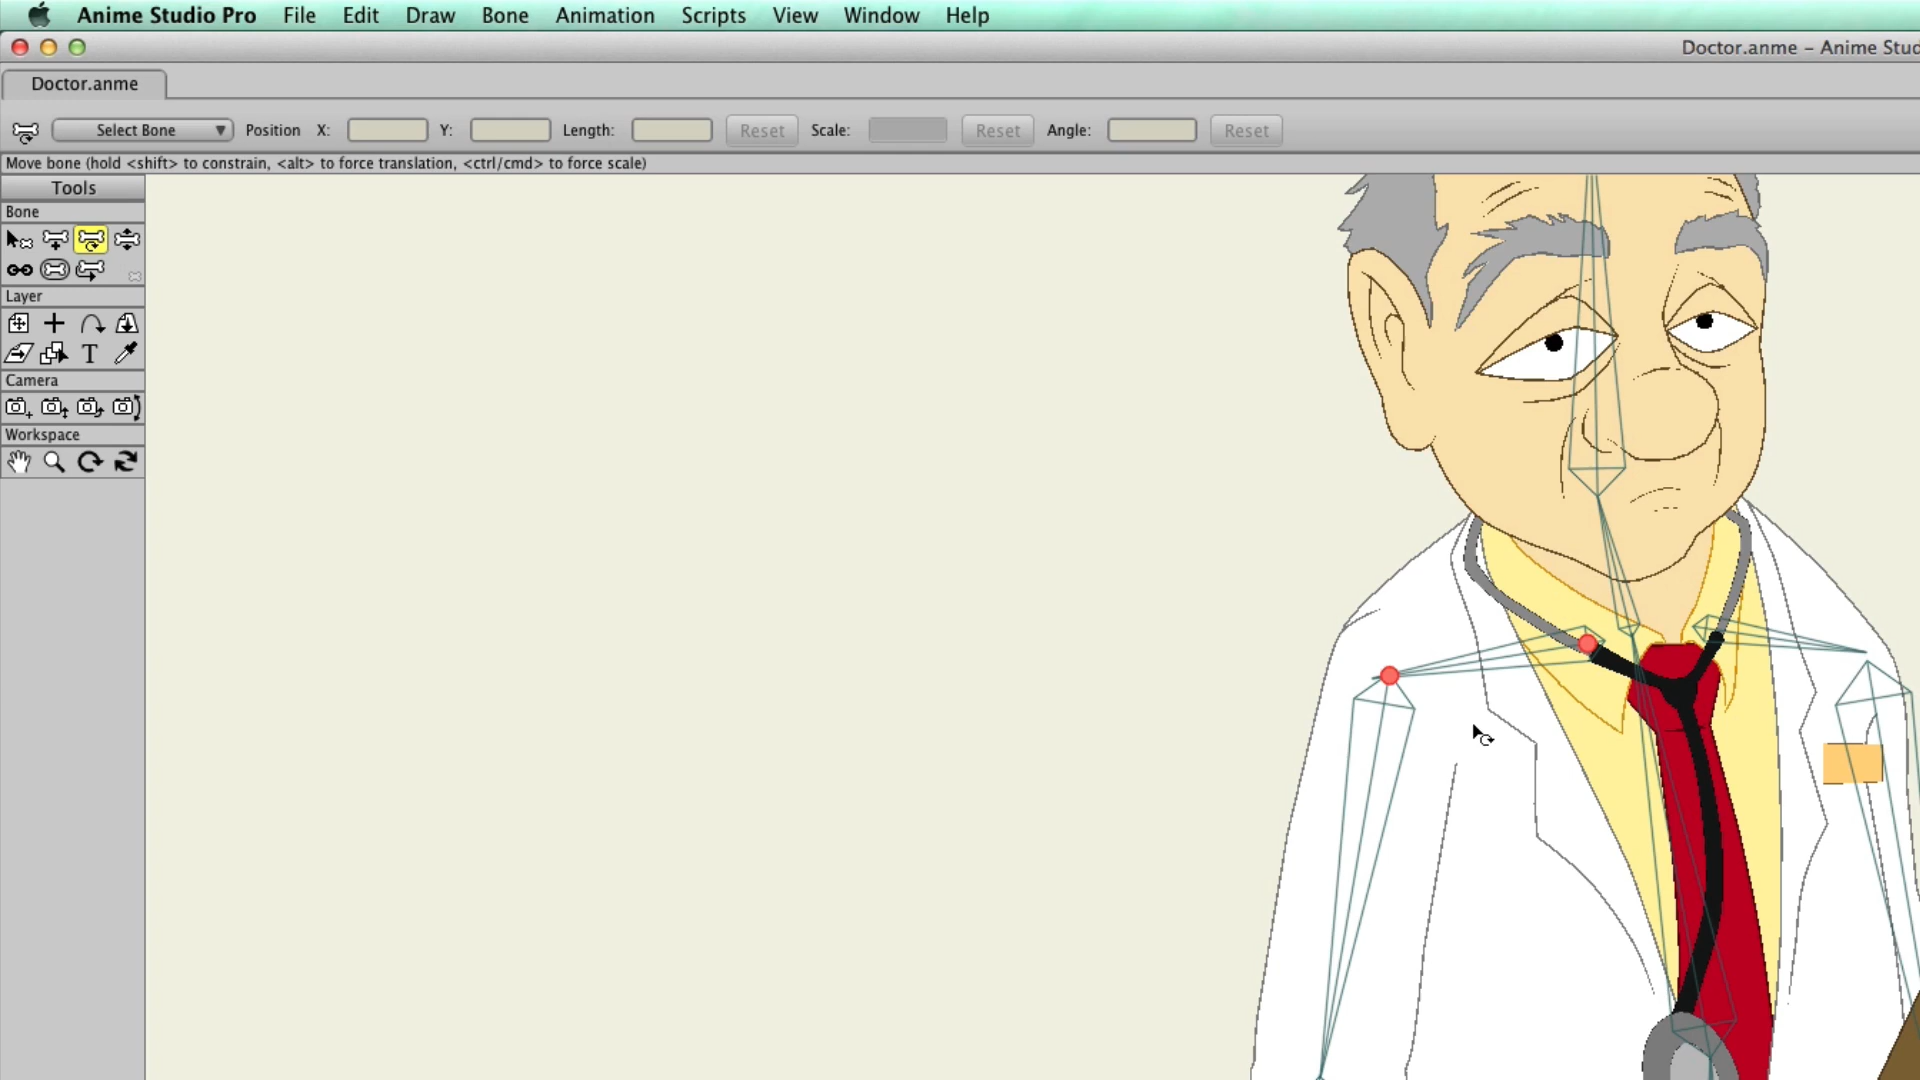 Anime Studio Pro File Edit Draw Bone Animation Scripts View Window Help
Doctor.anme – Anime Stud
Doctor.anme
Select Bone Position X: Y: Length: Reset Scale: Reset Angle: Reset
Move bone (hold <shift> to constrain, <alt> to force translation, <ctrl/cmd> to force scale)
Tools
Bone
Layer
T
Camera
Workspace